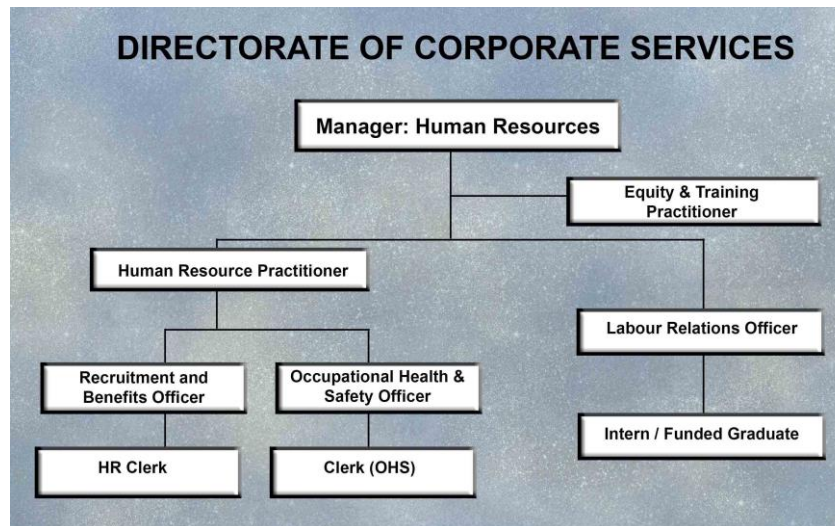 DIRECTORATE OF CORPORATE SERVICES
Manager: Human Resources
Equity & Training
Practitioner
Human Resource Practitioner
Labour Relations Officer
Recruitment and
Benefits Officer
Occupational Health &
Safety Officer
Intern / Funded Graduate
HR Clerk
Clerk (OHS)